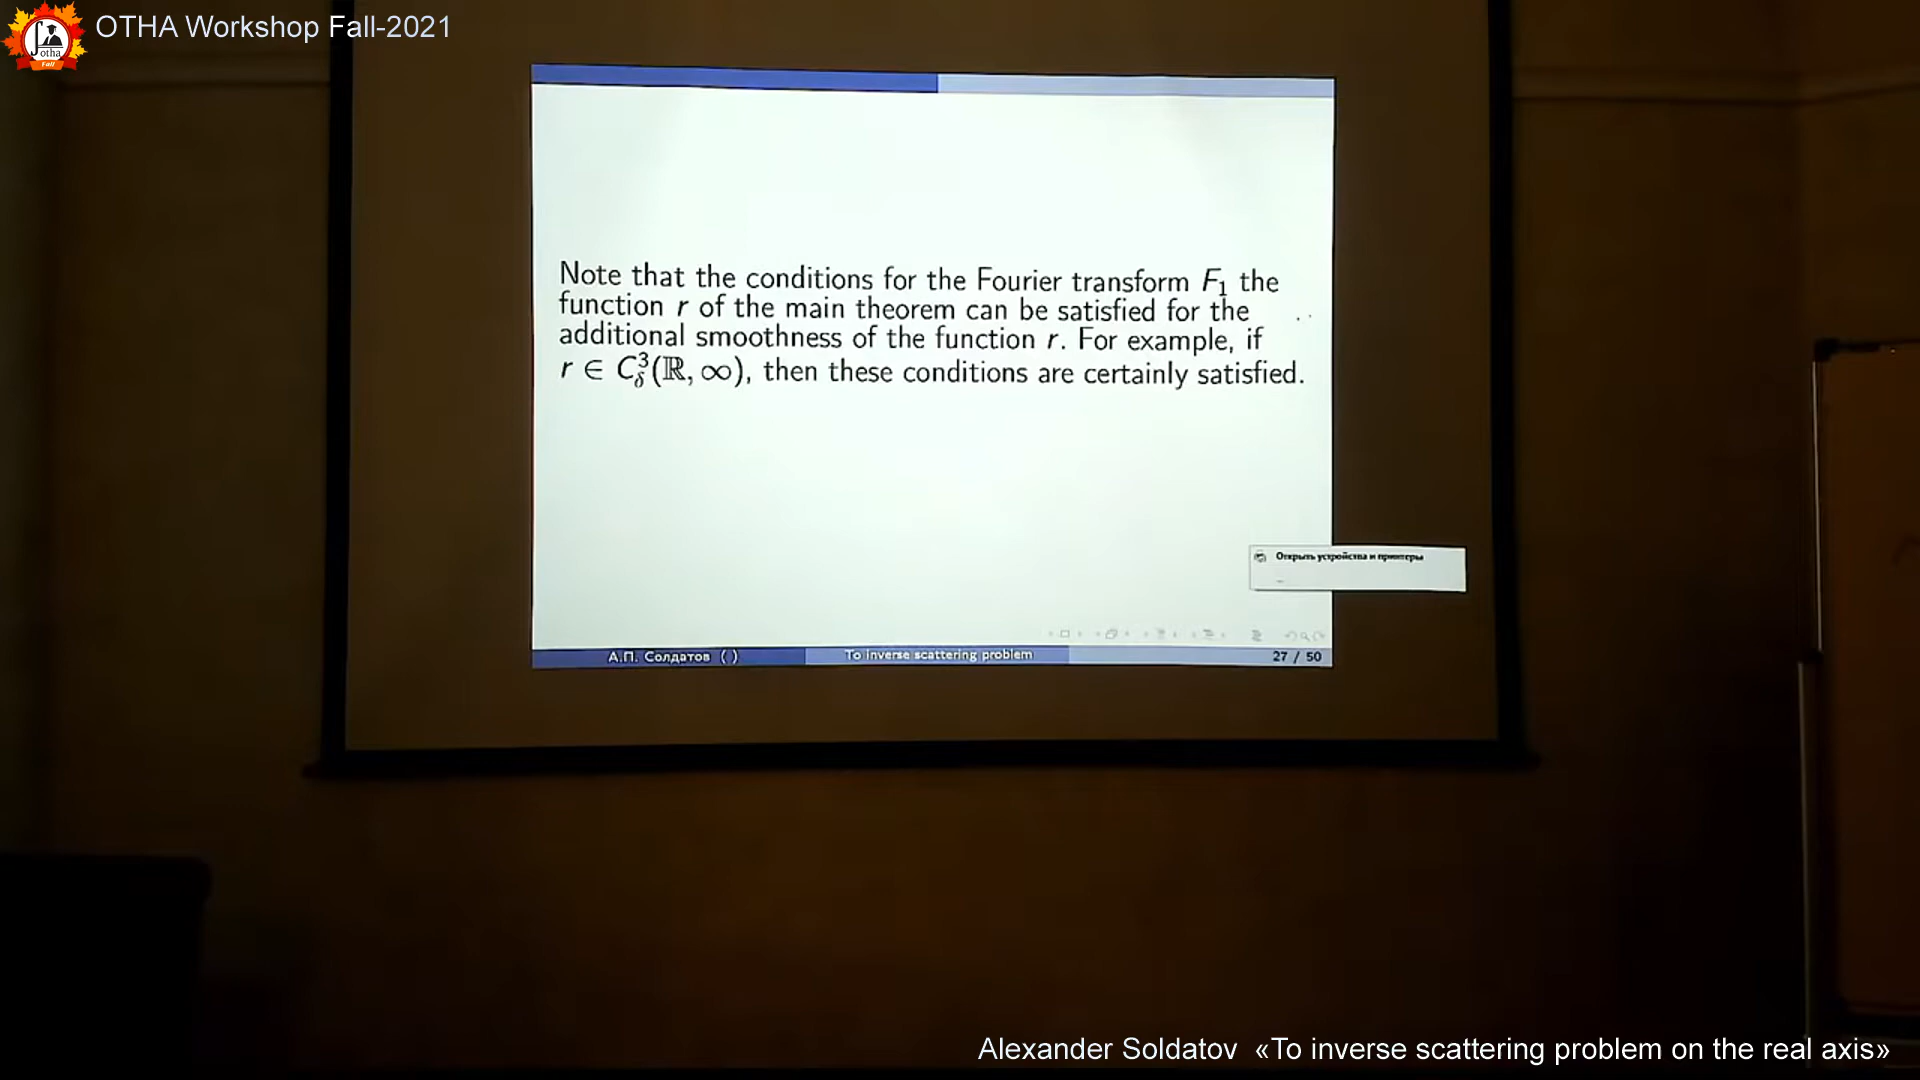 OTHA Workshop Fall-2021
otha
Fall
Note that the conditions for the Fourier transform F₁ the
function r of the main theorem can be satisfied for the
additional smoothness of the function r. For example, if
r ∈ C³_δ(ℝ, ∞), then these conditions are certainly satisfied.
Открыть устройства и принтеры
А.П. Солдатов ( )
To inverse scattering problem
27 / 50
Alexander Soldatov «To inverse scattering problem on the real axis»